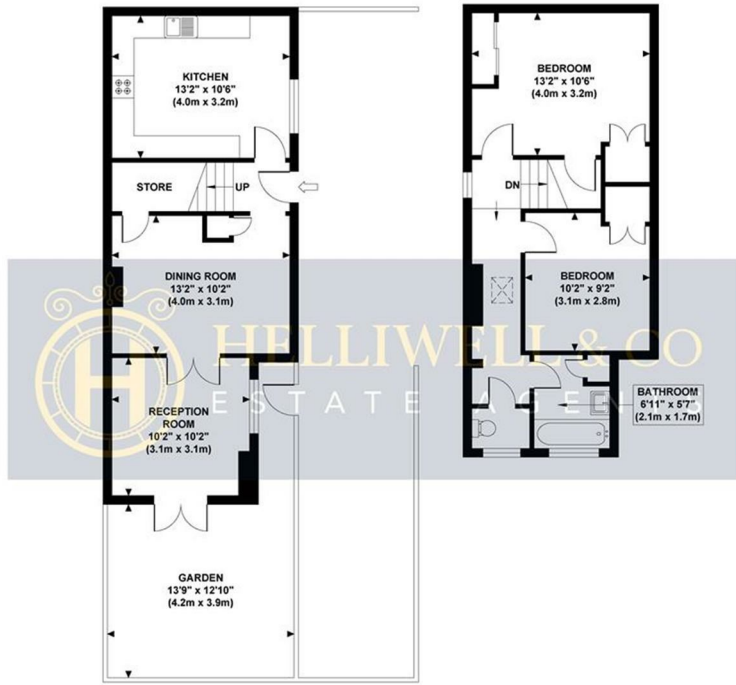 KITCHEN
13'2" x 10'6"
(4.0m x 3.2m)
STORE
UP
DINING ROOM
13'2" x 10'2"
(4.0m x 3.1m)
RECEPTION
ROOM
10'2" x 10'2"
(3.1m x 3.1m)
GARDEN
13'9" x 12'10"
(4.2m x 3.9m)
BEDROOM
13'2" x 10'6"
(4.0m x 3.2m)
DN
BEDROOM
10'2" x 9'2"
(3.1m x 2.8m)
BATHROOM
6'11" x 5'7"
(2.1m x 1.7m)
H
HELLIWELL & CO
ESTATE AGENTS